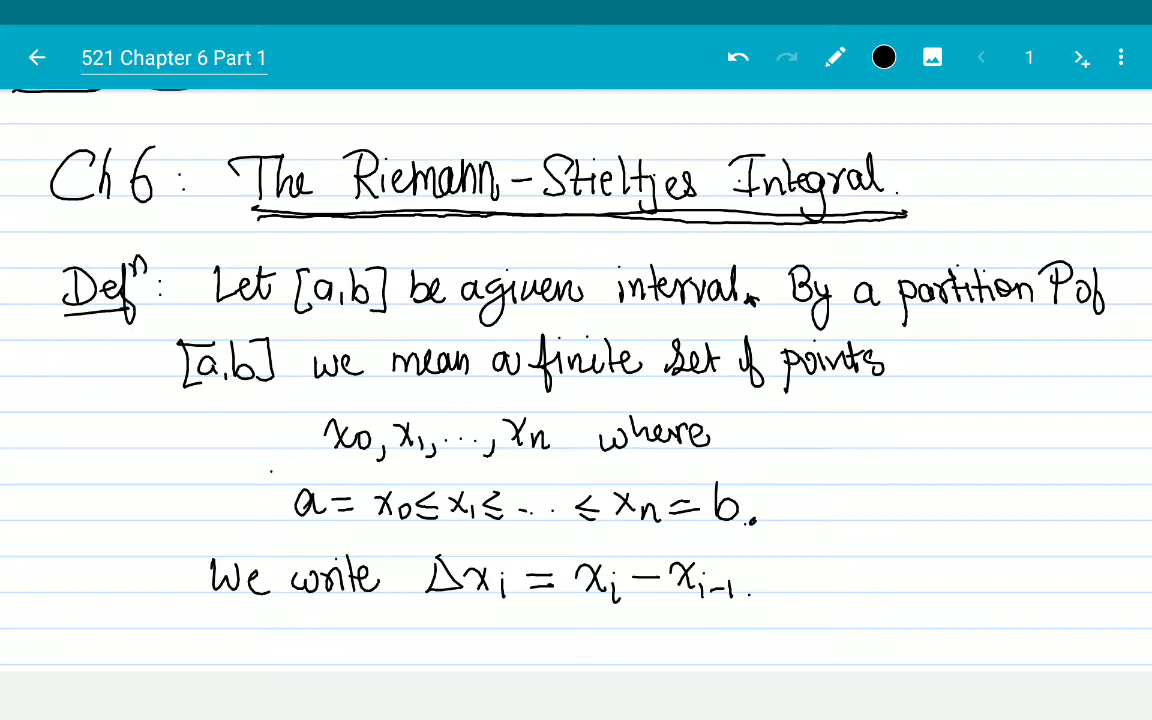 521 Chapter 6 Part 1
1
Ch 6 : The Riemann-Stieltjes Integral.
Defⁿ : Let [a,b] be a given interval. By a partition P of
[a,b] we mean a finite set of points
x₀, x₁, ..., xₙ where
a = x₀ ≤ x₁ ≤ ... ≤ xₙ = b.
We write Δxᵢ = xᵢ - xᵢ₋₁.